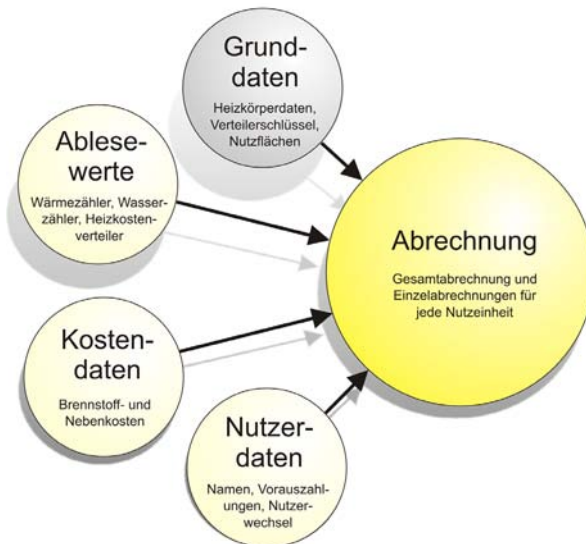 Grund-
daten
Heizkörperdaten,
Verteilerschlüssel,
Nutzflächen
Ablese-
werte
Wärmezähler, Wasser-
zähler, Heizkosten-
verteiler
Abrechnung
Gesamtabrechnung und
Einzelabrechnungen für
jede Nutzeinheit
Kosten-
daten
Brennstoff- und
Nebenkosten
Nutzer-
daten
Namen, Vorauszahl-
ungen, Nutzer-
wechsel